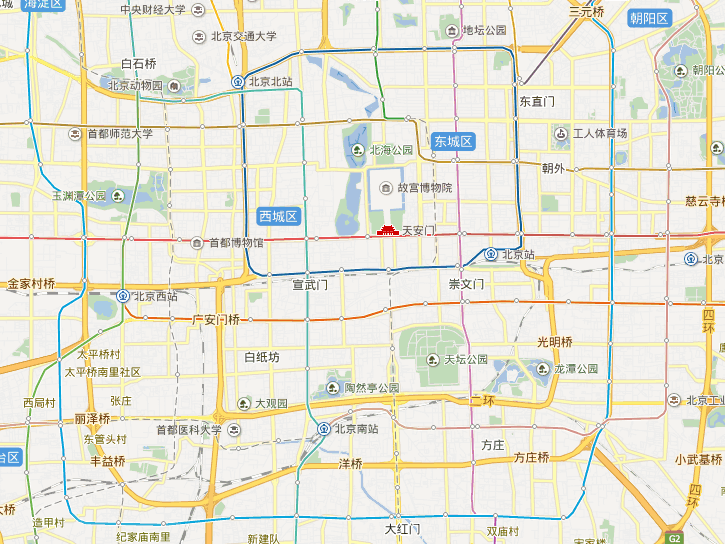 海淀区
中央财经大学
三元桥
朝阳区
北京交通大学
地坛公园
白石桥
北京动物园
北京北站
朝阳公
东直门
首都师范大学
东城区
工人体育场
北海公园
朝外
玉渊潭公园
故宫博物院
慈云寺桥
西城区
天安门
首都博物馆
北京站
北京
金家村桥
北京西站
宣武门
崇文门
广安门桥
四环
光明桥
太平桥村
太平桥南里社区
白纸坊
天坛公园
龙潭公园
陶然亭公园
张庄
西局村
大观园
二环
北京工业
丽泽桥
首都医科大学
北京南站
东管头村
方庄
台区
丰益桥
洋桥
方庄桥
小武基桥
四环
大桥
造甲村
大红门
纪家庙南里
新建队
双庙村
宋家楼
G2